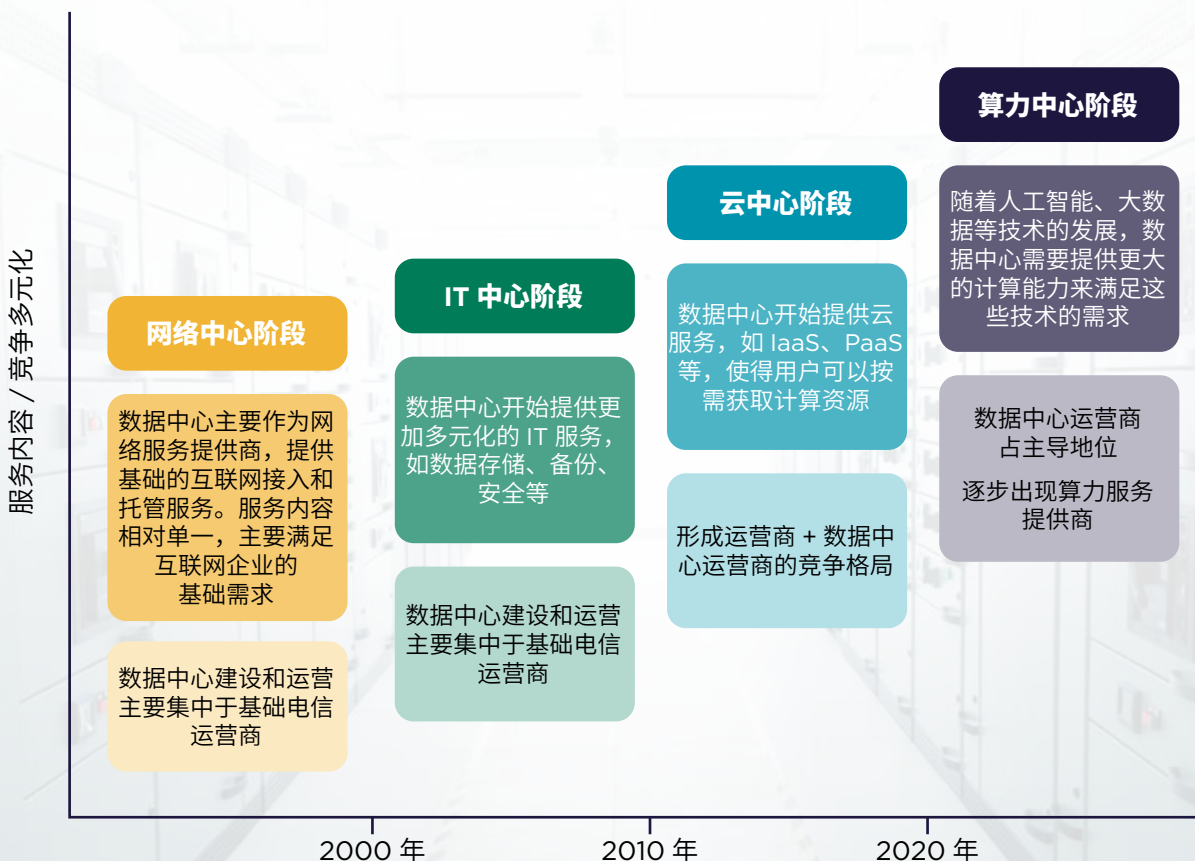 服务内容 / 竞争多元化
网络中心阶段
数据中心主要作为网
络服务提供商，提供
基础的互联网接入和
托管服务。服务内容
相对单一，主要满足
互联网企业的
基础需求
数据中心建设和运营
主要集中于基础电信
运营商
IT 中心阶段
数据中心开始提供更
加多元化的 IT 服务，
如数据存储、备份、
安全等
数据中心建设和运营
主要集中于基础电信
运营商
云中心阶段
数据中心开始提供云
服务，如 IaaS、PaaS
等，使得用户可以按
需获取计算资源
形成运营商 + 数据中
心运营商的竞争格局
算力中心阶段
随着人工智能、大数
据等技术的发展，数
据中心需要提供更大
的计算能力来满足这
些技术的需求
数据中心运营商
占主导地位
逐步出现算力服务
提供商
2000 年
2010 年
2020 年